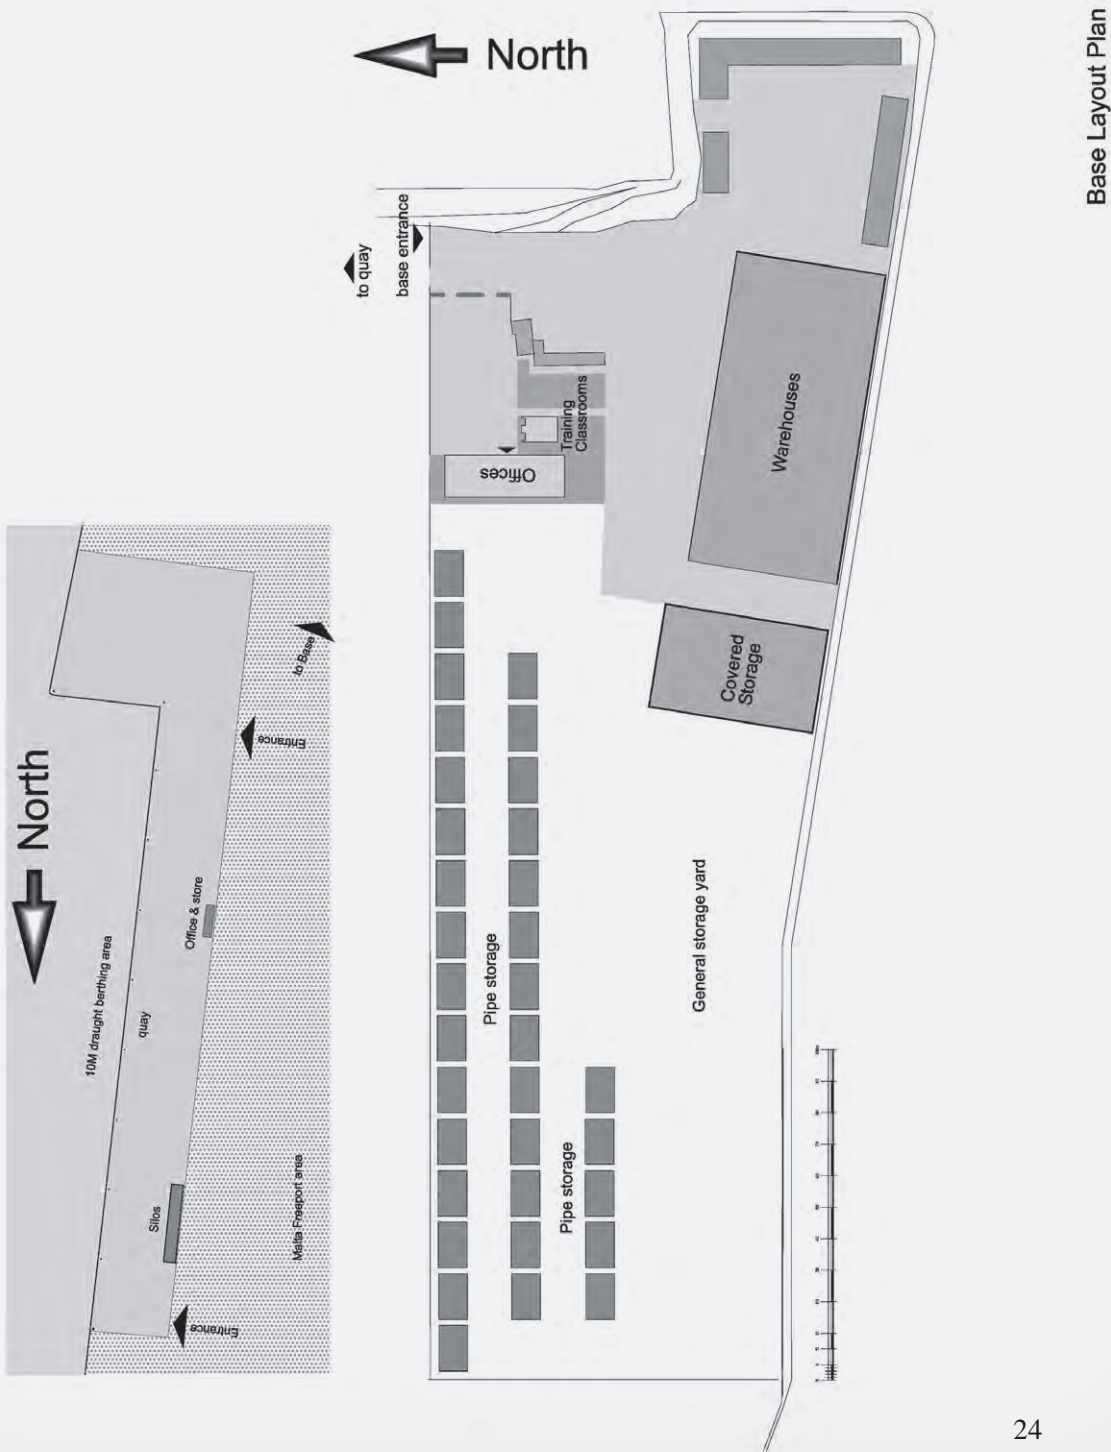 Base Layout Plan
North
to quay
base entrance
Training
Classrooms
Offices
Warehouses
Covered
Storage
Pipe storage
Pipe storage
General storage yard
North
to Base
Entrance
Office & store
10M draught berthing area
quay
Silos
Malta Freeport area
Entrance
24